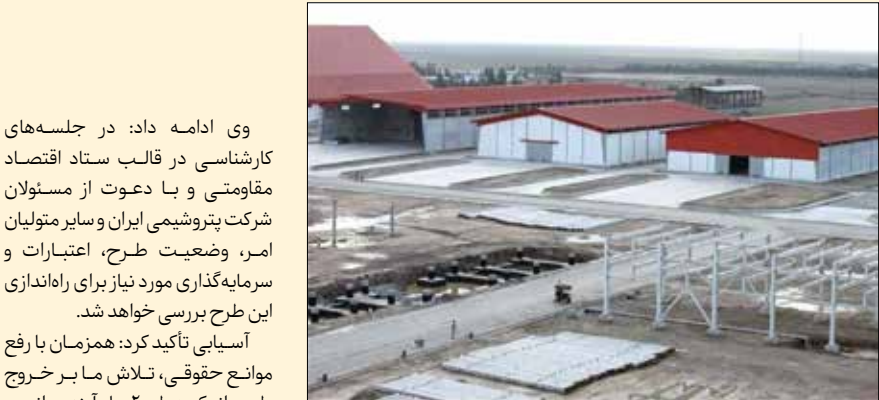 وی ادامه داد: در جلسه‌های
کارشناسی در قالب ستاد اقتصاد
مقاومتی و با دعوت از مسئولان
شرکت پتروشیمی ایران و سایر متولیان
امر، وضعیت طرح، اعتبارات و
سرمایه‌گذاری مورد نیاز برای راه‌اندازی
این طرح بررسی خواهد شد.
آسیابی تأکید کرد: همزمان با رفع
موانع حقوقی، تلاش ما بر خروج